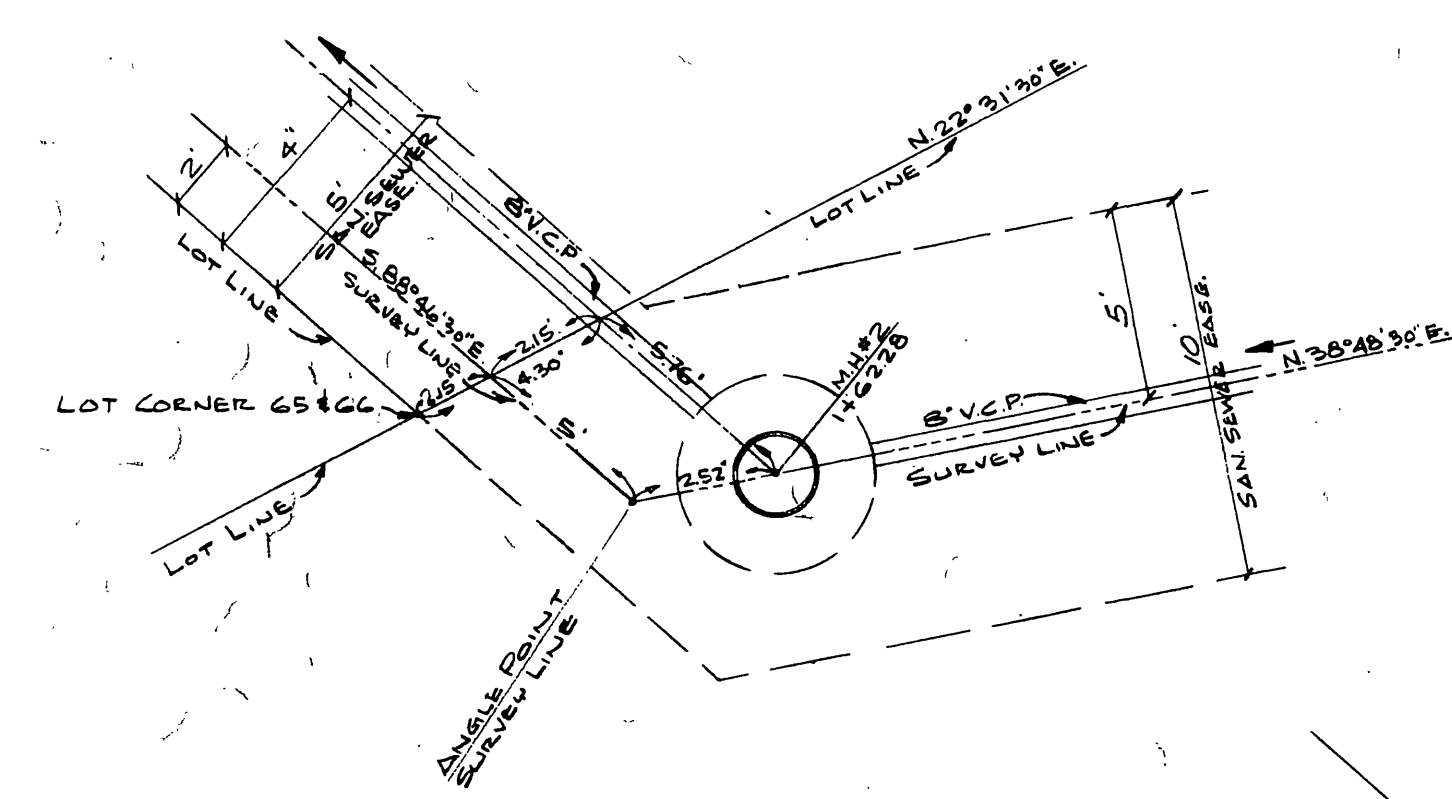 N.22°31'30"E.
LOT LINE
2'
4"
5'
SAN. SEWER
EASE.
8"V.C.P.
LOT LINE
S.88°46'30"E.
SURVEY LINE
2.15'
2.15'
4.30'
5.76'
M.H.#2
1+62.28
5'
10'
SAN. SEWER EASE.
N.38°48'30"E.
LOT CORNER 65 & 66
5'
2.52'
8"V.C.P.
SURVEY LINE
LOT LINE
ANGLE POINT
SURVEY LINE